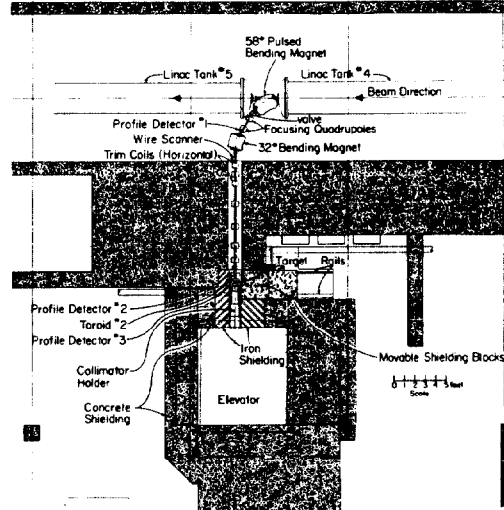 58° Pulsed
Bending Magnet
Linac Tank #5
Linac Tank #4
Beam Direction
valve
Profile Detector #1
Focusing Quadrupoles
Wire Scanner
32° Bending Magnet
Trim Coils (Horizontal)
Target
Rails
Profile Detector #2
Toroid #2
Profile Detector #3
Iron
Shielding
Movable Shielding Blocks
Collimator
Holder
0 1 2 3 4 5 feet
Scale
Concrete
Shielding
Elevator